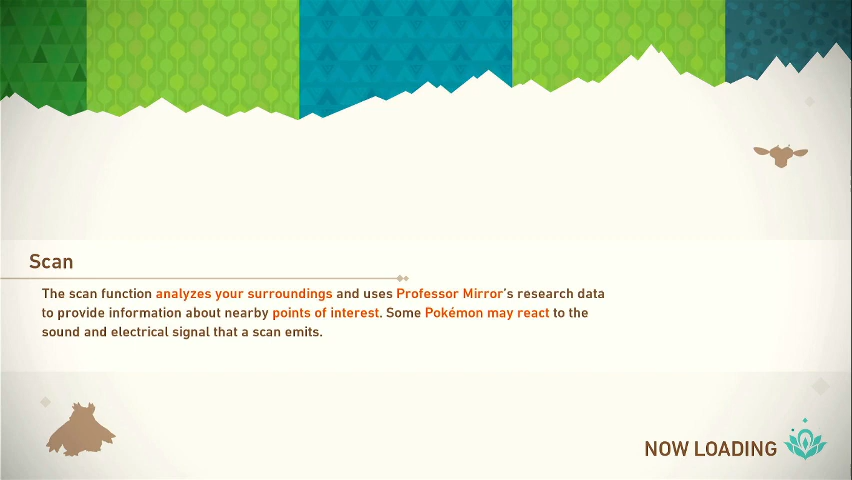 Scan
The scan function analyzes your surroundings and uses Professor Mirror's research data
to provide information about nearby points of interest. Some Pokémon may react to the
sound and electrical signal that a scan emits.
NOW LOADING